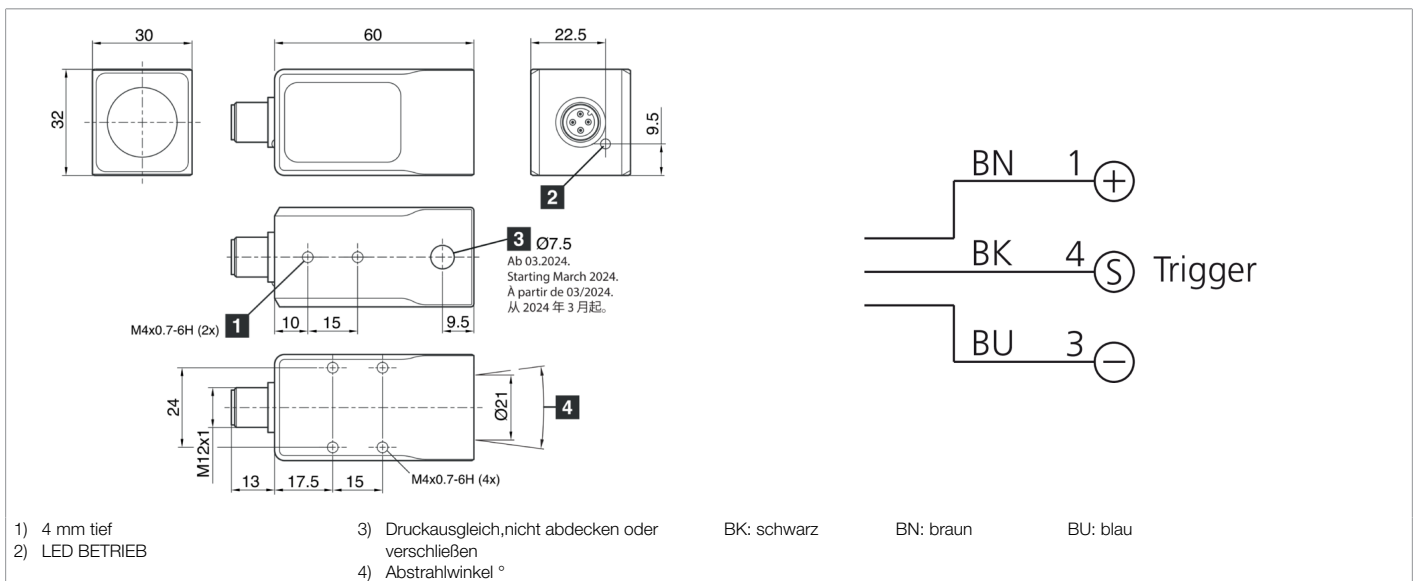 30
60
22.5
32
9.5
2
3 Ø7.5
Ab 03.2024.
Starting March 2024.
À partir de 03/2024.
从 2024 年 3 月起。
M4x0.7-6H (2x) 1
10
15
9.5
24
M12x1
Ø21
4
13
17.5
15
M4x0.7-6H (4x)
BN 1 +
BK 4 S Trigger
BU 3 −
1) 4 mm tief
2) LED BETRIEB
3) Druckausgleich,nicht abdecken oder
verschließen
4) Abstrahlwinkel °
BK: schwarz
BN: braun
BU: blau